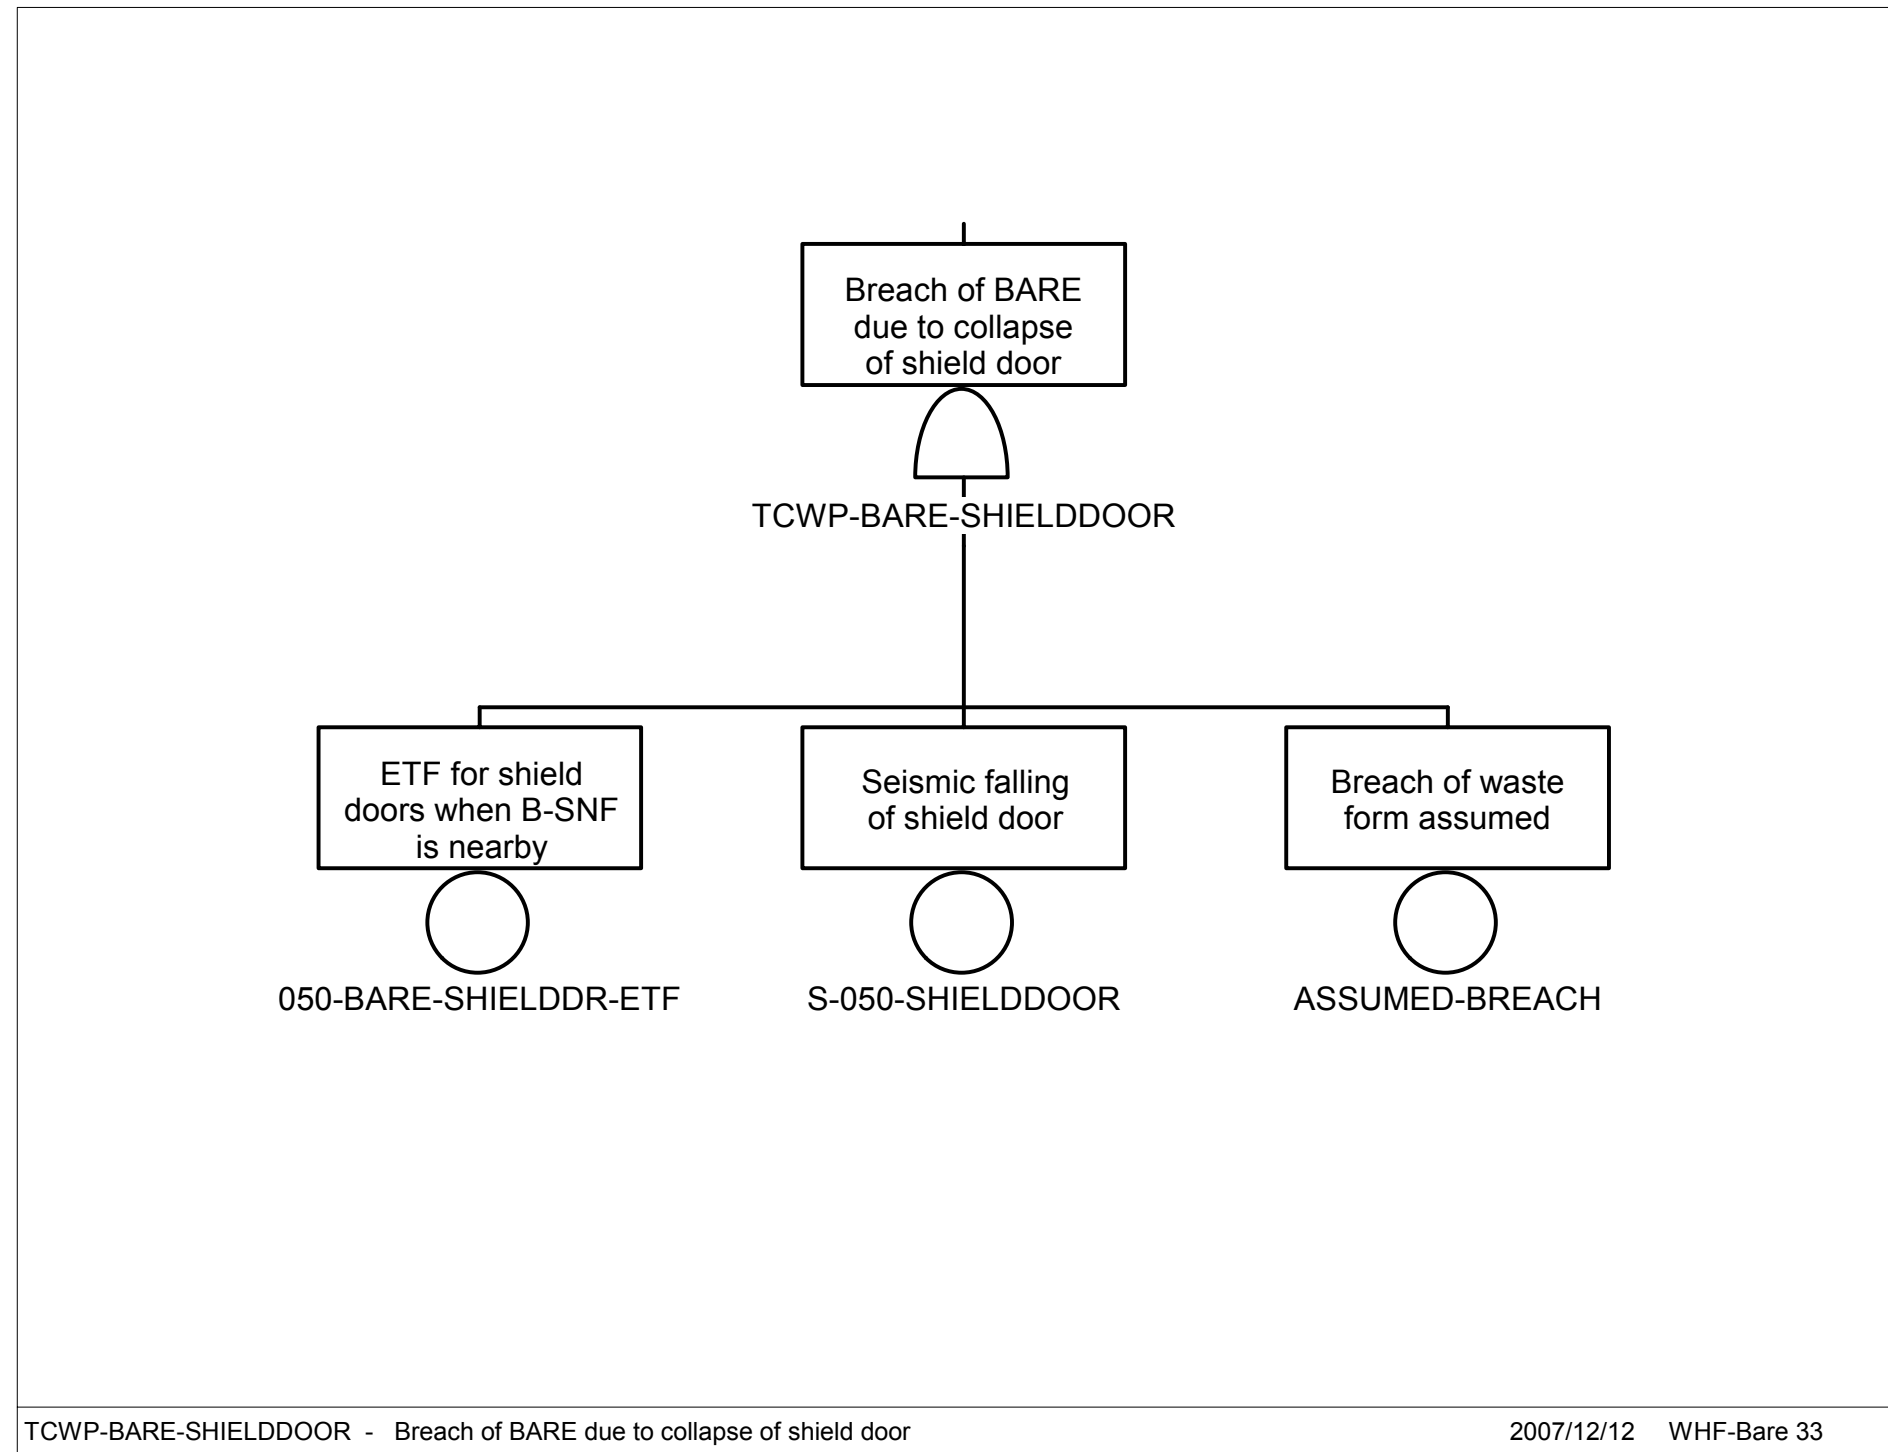 Breach of BARE
due to collapse
of shield door
TCWP-BARE-SHIELDDOOR
ETF for shield
doors when B-SNF
is nearby
050-BARE-SHIELDDR-ETF
Seismic falling
of shield door
S-050-SHIELDDOOR
Breach of waste
form assumed
ASSUMED-BREACH
TCWP-BARE-SHIELDDOOR - Breach of BARE due to collapse of shield door 2007/12/12 WHF-Bare 33